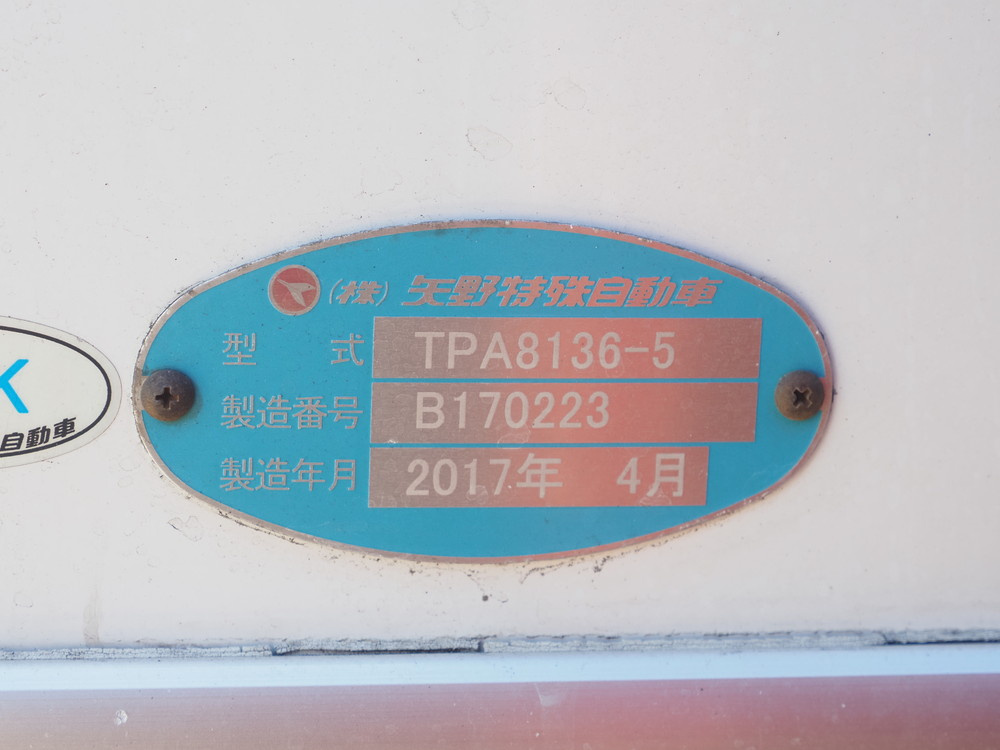 (株) 矢野特殊自動車
型 式 TPA8136-5
製造番号 B170223
製造年月 2017年 4月
K
自動車